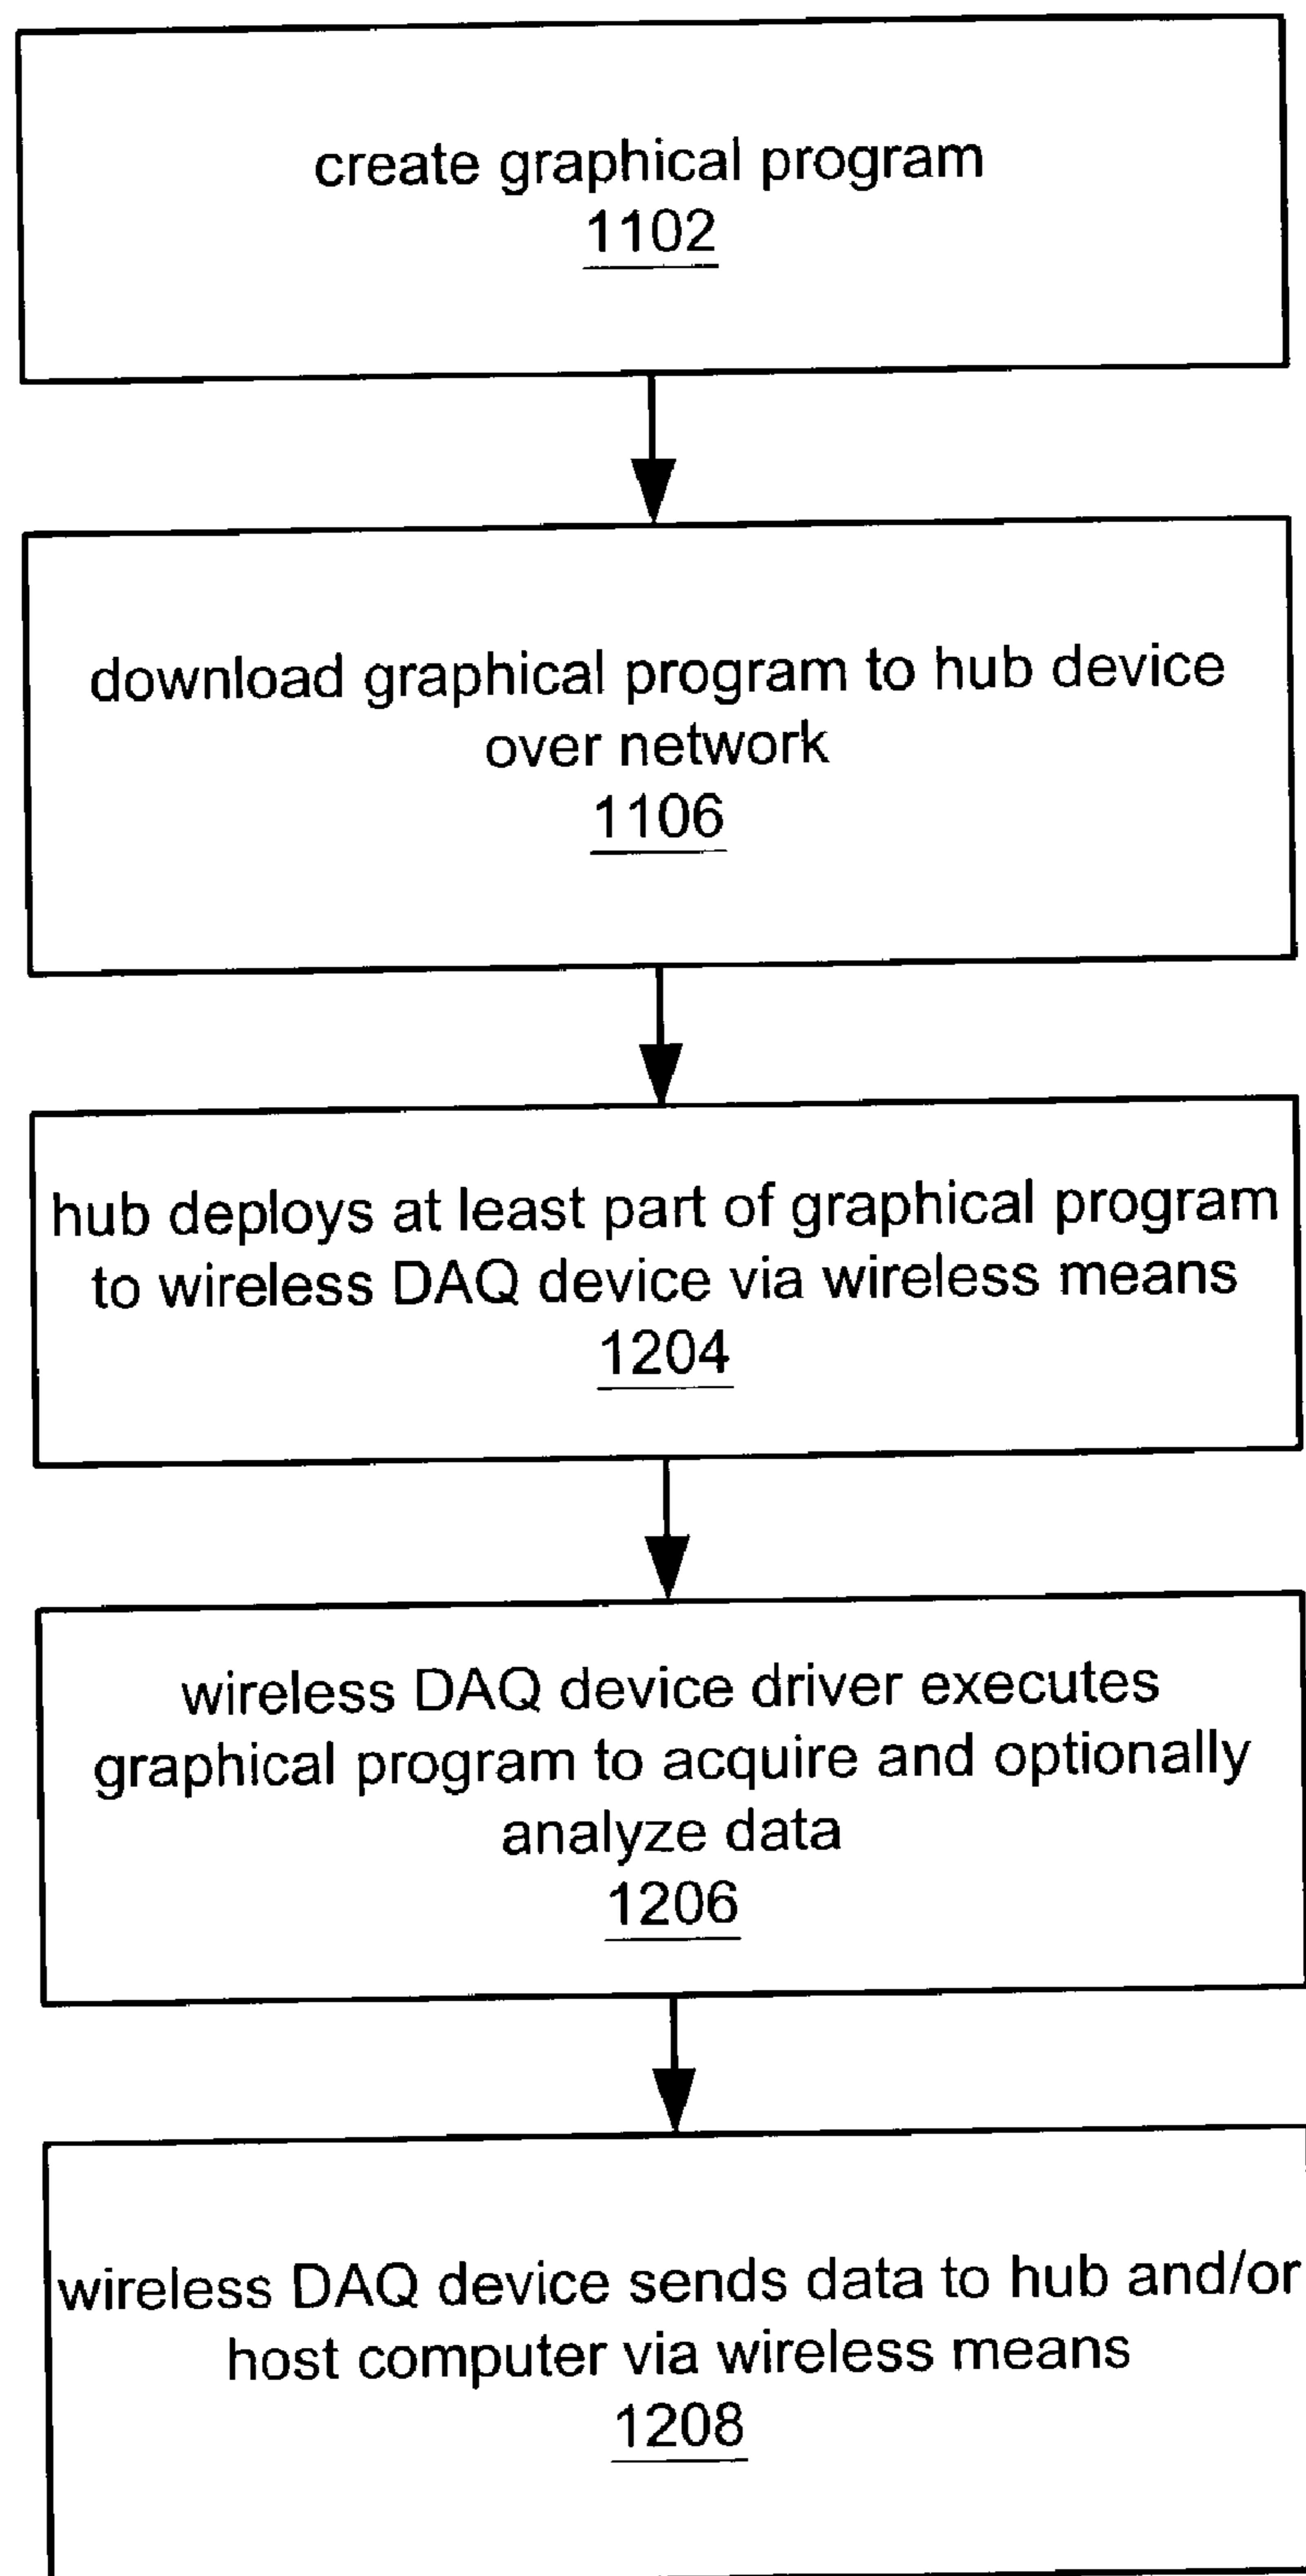 create graphical program
1102
download graphical program to hub device
over network
1106
hub deploys at least part of graphical program
to wireless DAQ device via wireless means
1204
wireless DAQ device driver executes
graphical program to acquire and optionally
analyze data
1206
wireless DAQ device sends data to hub and/or
host computer via wireless means
1208